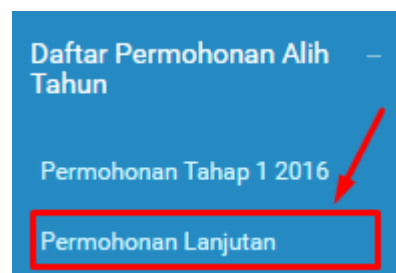 Daftar Permohonan Alih –
Tahun
Permohonan Tahap 1 2016
Permohonan Lanjutan